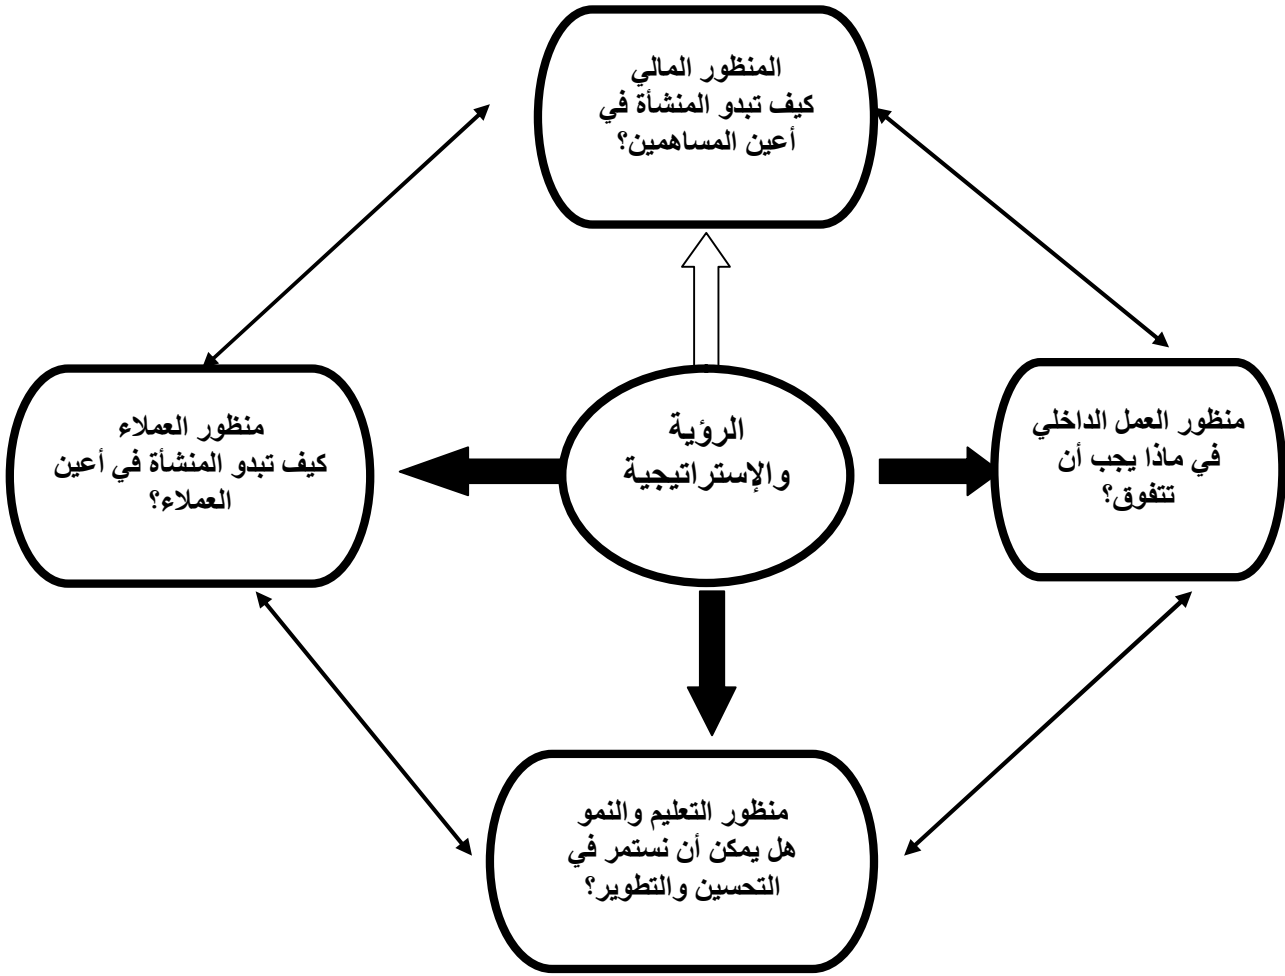 المنظور المالي
كيف تبدو المنشأة في
أعين المساهمين؟
منظور العمل الداخلي
في ماذا يجب أن
تتفوق؟
الرؤية
والإستراتيجية
منظور العملاء
كيف تبدو المنشأة في أعين
العملاء؟
منظور التعليم والنمو
هل يمكن أن نستمر في
التحسين والتطوير؟